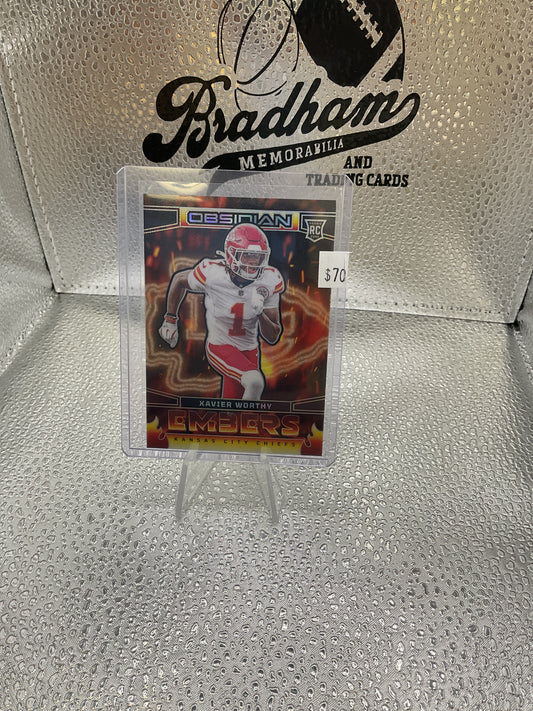 Bradham
MEMORABILIA
AND
TRADING CARDS
OBSIDIAN
RC
$70
1
XAVIER WORTHY
EMBERS
KANSAS CITY CHIEFS